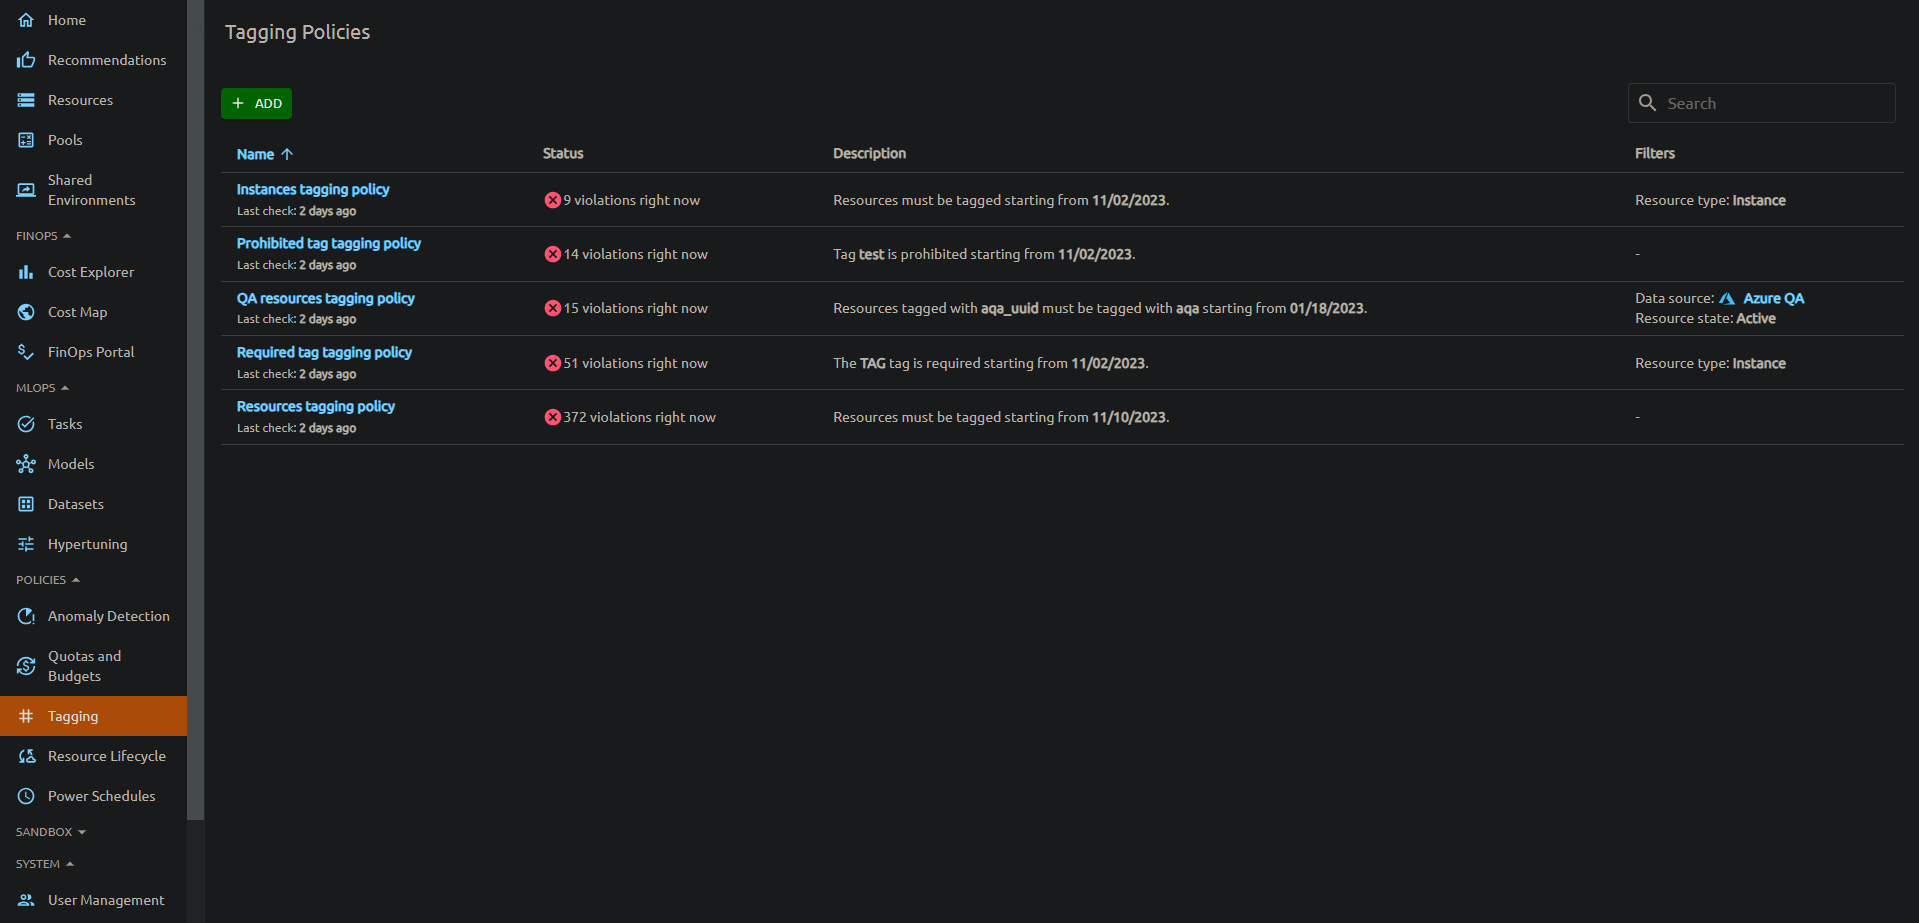 Home
Recommendations
Resources
Pools
Shared
Environments
FINOPS
Cost Explorer
Cost Map
FinOps Portal
MLOPS
Tasks
Models
Datasets
Hypertuning
POLICIES
Anomaly Detection
Quotas and
Budgets
Tagging
Resource Lifecycle
Power Schedules
SANDBOX
SYSTEM
User Management
Tagging Policies
ADD
Search
Name Status Description Filters
Instances tagging policy
Last check: 2 days ago
9 violations right now
Resources must be tagged starting from 11/02/2023.
Resource type: Instance
Prohibited tag tagging policy
Last check: 2 days ago
14 violations right now
Tag test is prohibited starting from 11/02/2023.
-
QA resources tagging policy
Last check: 2 days ago
15 violations right now
Resources tagged with aqa_uuid must be tagged with aqa starting from 01/18/2023.
Data source: Azure QA
Resource state: Active
Required tag tagging policy
Last check: 2 days ago
51 violations right now
The TAG tag is required starting from 11/02/2023.
Resource type: Instance
Resources tagging policy
Last check: 2 days ago
372 violations right now
Resources must be tagged starting from 11/10/2023.
-